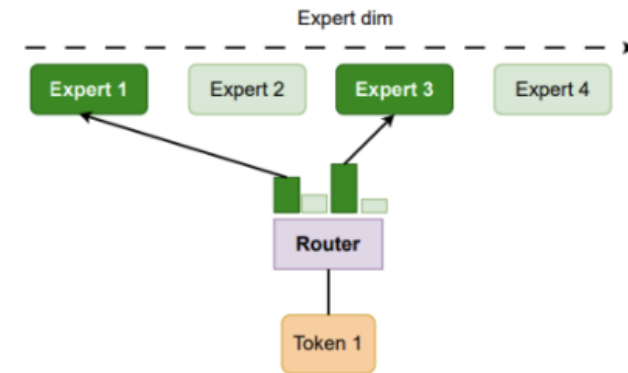 Expert dim
Expert 1
Expert 2
Expert 3
Expert 4
Router
Token 1